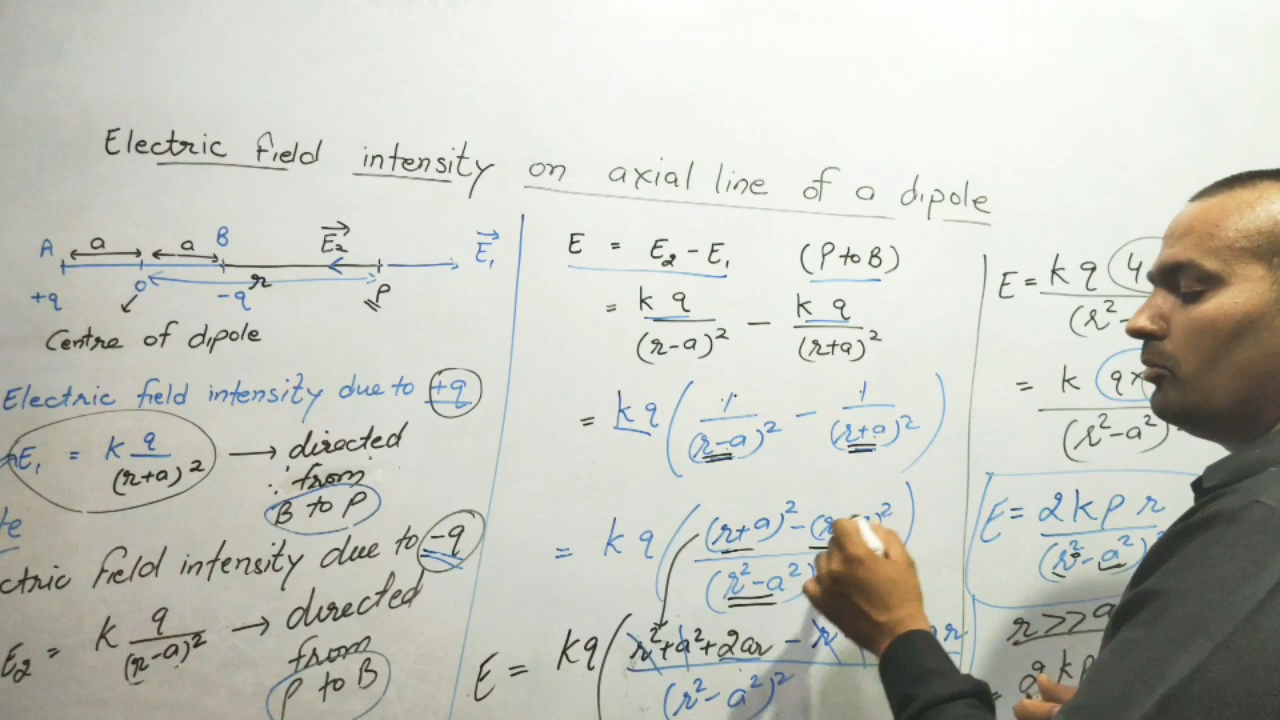 Electric field intensity on axial line of a dipole
A a a B E₂ E₁
+q O -q r P
Centre of dipole
Electric field intensity due to +q
E₁ = k q/(r+a)² → directed
from
B to P
Electric field intensity due to -q
E₂ = k q/(r-a)² → directed
from
P to B
E = E₂ - E₁ (P to B)
= k q/(r-a)² - k q/(r+a)²
= kq(1/(r-a)² - 1/(r+a)²)
= kq((r+a)² - (r
(r²-a²)
E = kq(r²+a²+2ar - r
(r²-a²)²
E = kq(4
(r²-
= k(q×
(r²-a²)
E = 2kpr
(r²-a²)
r>>a